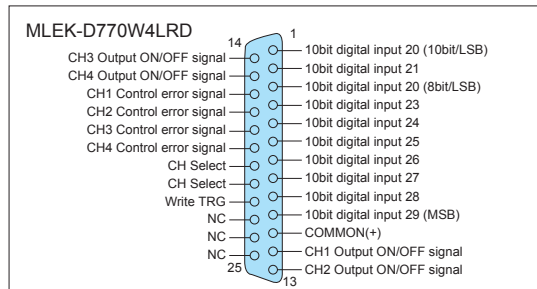 MLEK-D770W4LRD
14
1
CH3 Output ON/OFF signal
CH4 Output ON/OFF signal
CH1 Control error signal
CH2 Control error signal
CH3 Control error signal
CH4 Control error signal
CH Select
CH Select
Write TRG
NC
NC
NC
25
10bit digital input 20 (10bit/LSB)
10bit digital input 21
10bit digital input 20 (8bit/LSB)
10bit digital input 23
10bit digital input 24
10bit digital input 25
10bit digital input 26
10bit digital input 27
10bit digital input 28
10bit digital input 29 (MSB)
COMMON(+)
CH1 Output ON/OFF signal
CH2 Output ON/OFF signal
13